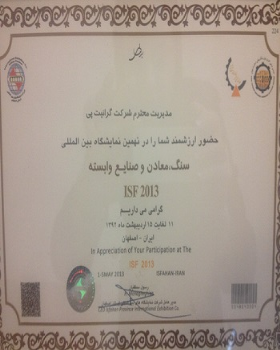 مدیریت محترم شرکت گرانیت پی
حضور ارزشمند شما را در نهمین نمایشگاه بین المللی
سنگ،معادن و صنایع وابسته
ISF 2013
گرامی می داریم
۱۱ لغایت ۱۵ اردیبهشت ماه ۱۳۹۲
ایران - اصفهان
In Appreciation of Your Participation at The
ISF 2013
ISFAHAN-IRAN